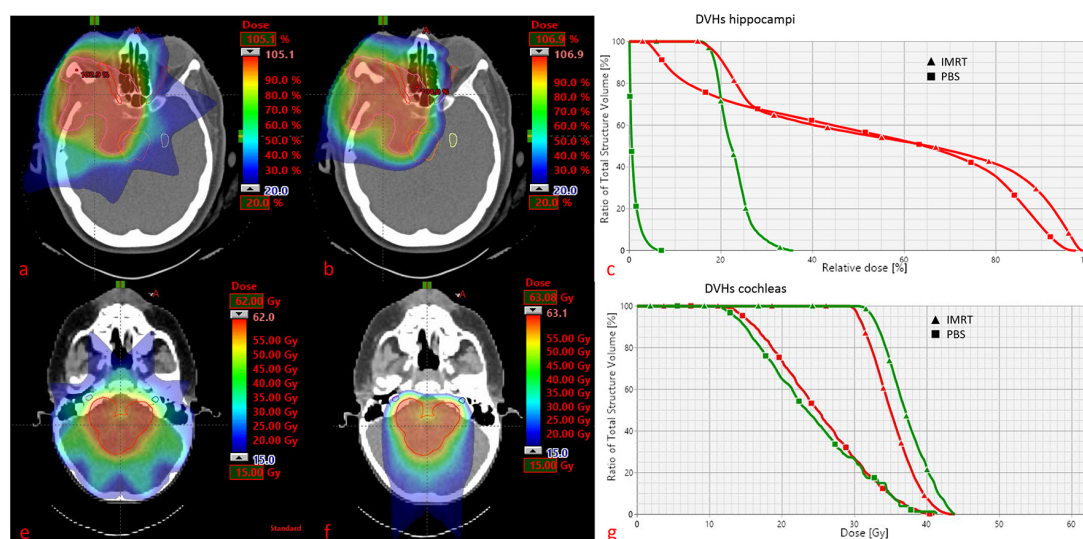 Dose
105.1 %
105.1
90.0 %
80.0 %
70.0 %
60.0 %
50.0 %
40.0 %
30.0 %
20.0
20.0 %
a
A
Dose
106.9 %
106.9
90.0 %
80.0 %
70.0 %
60.0 %
50.0 %
40.0 %
30.0 %
20.0
20.0 %
b
DVHs hippocampi
Ratio of Total Structure Volume [%]
100
80
60
40
20
0
IMRT
PBS
0
20
40
60
80
Relative dose [%]
c
A
Dose
62.00 Gy
62.0
55.00 Gy
50.00 Gy
45.00 Gy
40.00 Gy
35.00 Gy
30.00 Gy
25.00 Gy
20.00 Gy
15.0
15.00 Gy
Standard
e
A
Dose
63.08 Gy
63.1
55.00 Gy
50.00 Gy
45.00 Gy
40.00 Gy
35.00 Gy
30.00 Gy
25.00 Gy
20.00 Gy
15.0
15.00 Gy
f
DVHs cochleas
Ratio of Total Structure Volume [%]
100
80
60
40
20
0
IMRT
PBS
0
10
20
30
40
50
60
Dose [Gy]
g